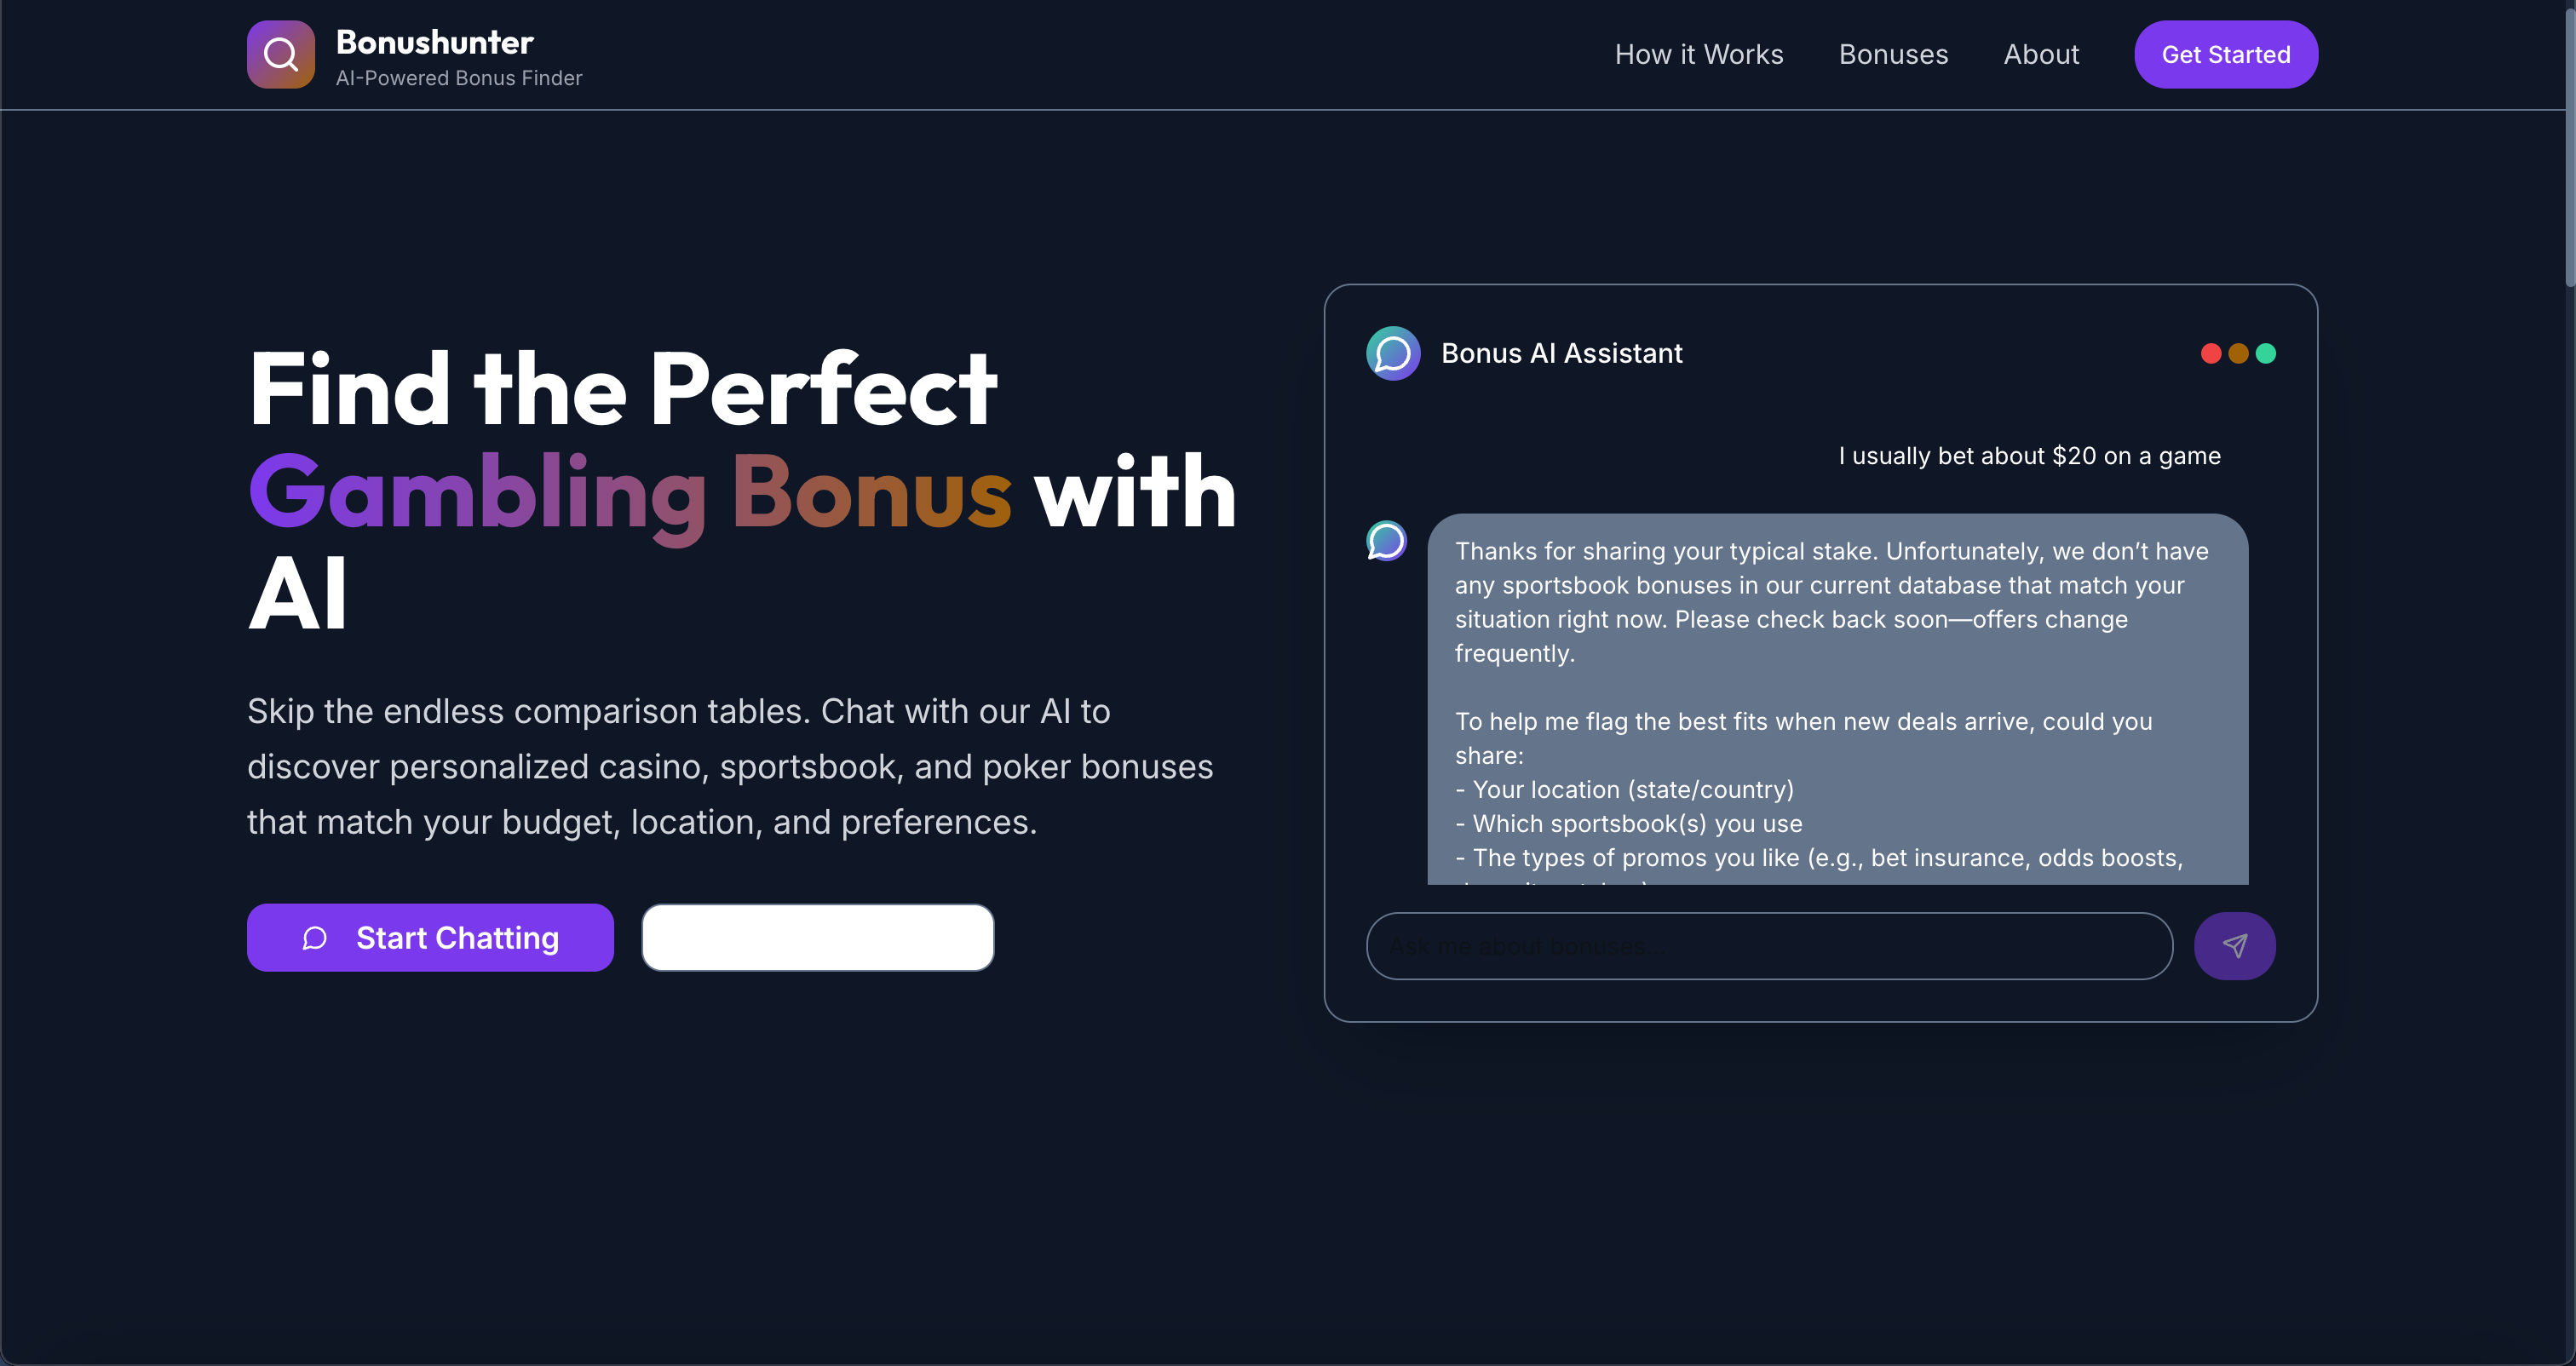 Bonushunter
AI-Powered Bonus Finder
How it Works
Bonuses
About
Get Started
Find the Perfect
Gambling Bonus with
AI
Skip the endless comparison tables. Chat with our AI to
discover personalized casino, sportsbook, and poker bonuses
that match your budget, location, and preferences.
Start Chatting
Bonus AI Assistant
I usually bet about $20 on a game
Thanks for sharing your typical stake. Unfortunately, we don’t have
any sportsbook bonuses in our current database that match your
situation right now. Please check back soon—offers change
frequently.
To help me flag the best fits when new deals arrive, could you
share:
- Your location (state/country)
- Which sportsbook(s) you use
- The types of promos you like (e.g., bet insurance, odds boosts,
Ask me about bonuses...